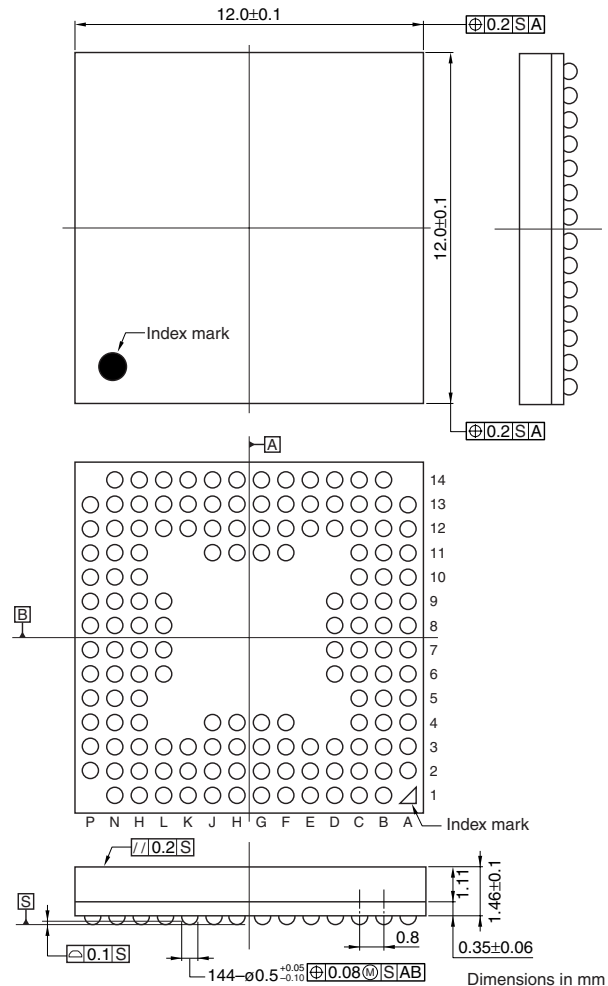 12.0±0.1
⌖ 0.2 S A
12.0±0.1
Index mark
⌖ 0.2 S A
A
14
13
12
11
10
9
B
8
7
6
5
4
3
2
1
P N H L K J H G F E D C B A
Index mark
// 0.2 S
S
1.11
1.46±0.1
0.8
0.35±0.06
⌓ 0.1 S
144–ø0.5 +0.05 −0.10 ⌖ 0.08 Ⓜ S AB
Dimensions in mm